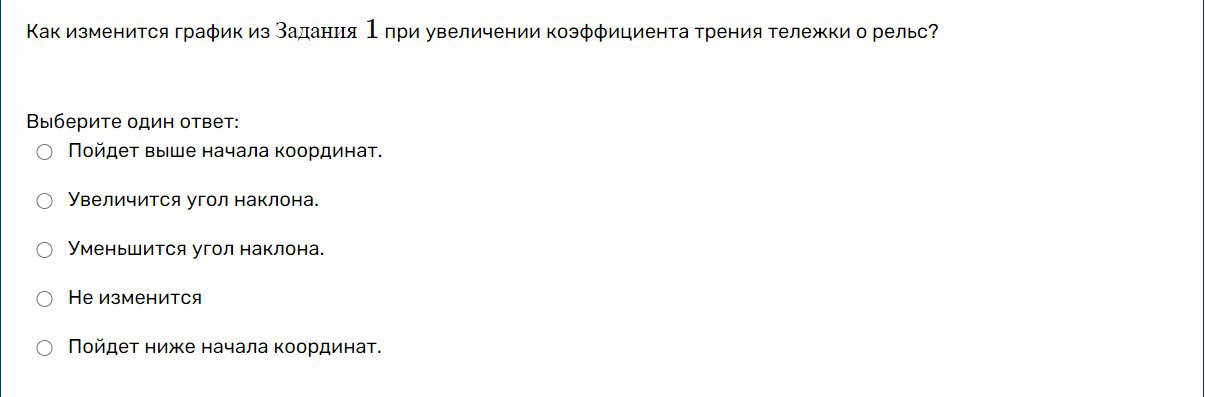 Как изменится график из Задания 1 при увеличении коэффициента трения тележки о рельс?
Выберите один ответ:
Пойдет выше начала координат.
Увеличится угол наклона.
Уменьшится угол наклона.
Не изменится
Пойдет ниже начала координат.